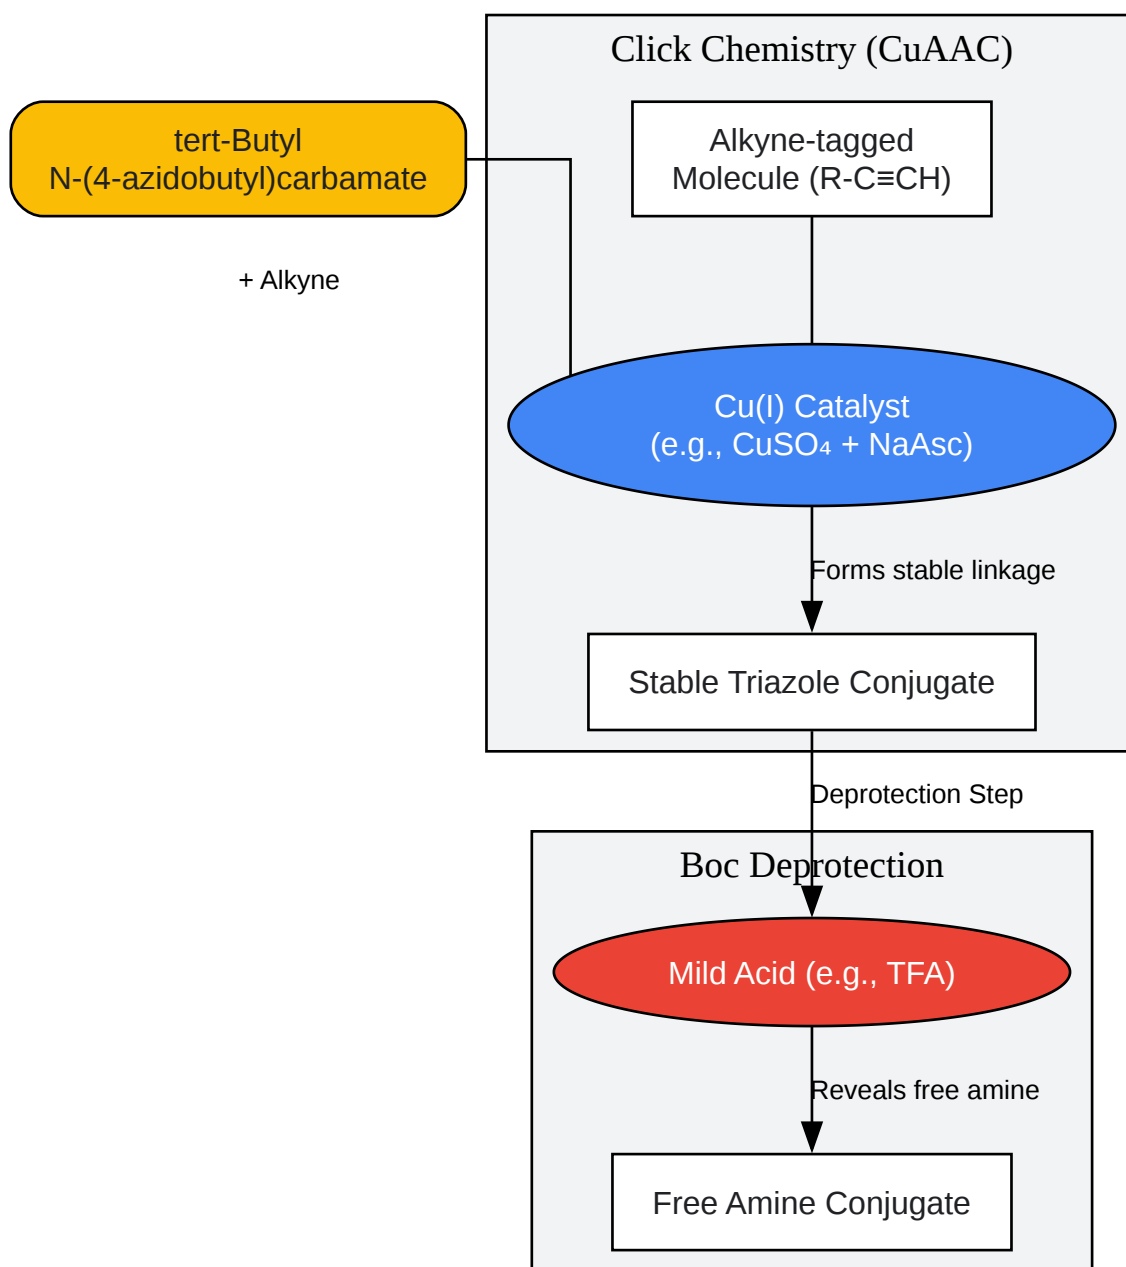 Click Chemistry (CuAAC)
tert-Butyl
N-(4-azidobutyl)carbamate
Alkyne-tagged
Molecule (R-C≡CH)
+ Alkyne
Cu(I) Catalyst
(e.g., CuSO₄ + NaAsc)
Forms stable linkage
Stable Triazole Conjugate
Deprotection Step
Boc Deprotection
Mild Acid (e.g., TFA)
Reveals free amine
Free Amine Conjugate